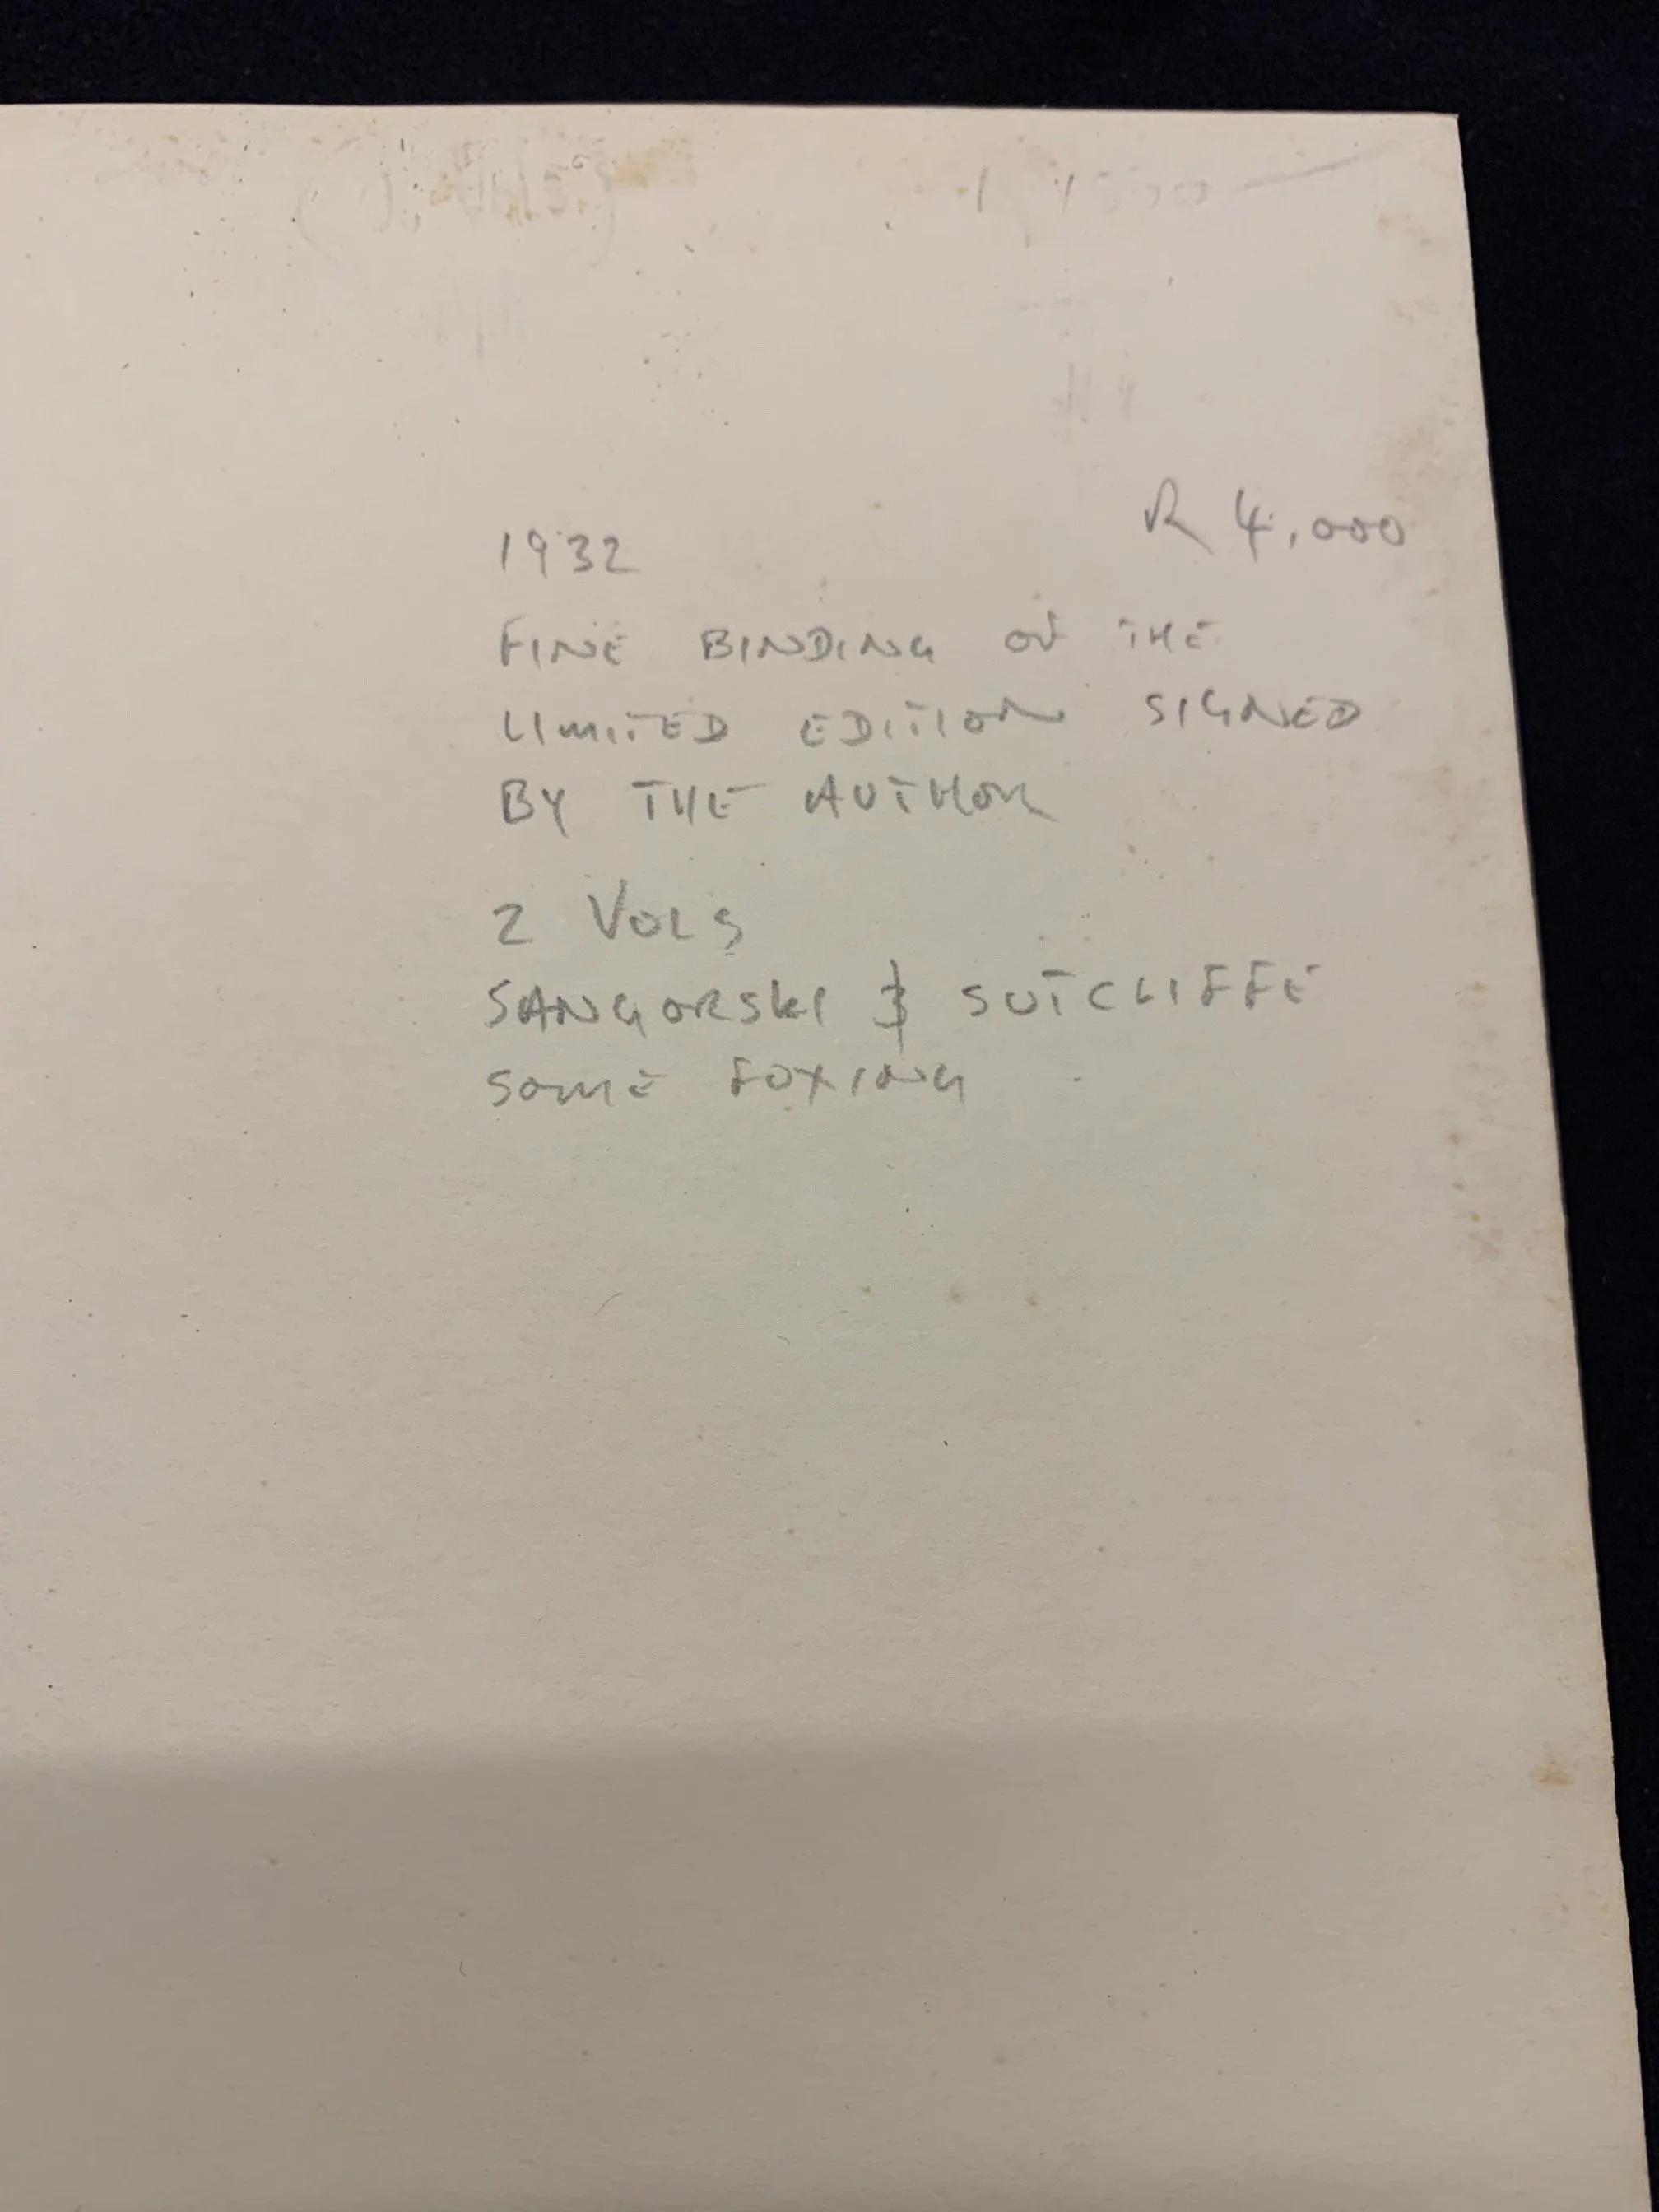 R 4,000
1932
FINE BINDING OF THE
LIMITED EDITION SIGNED
BY THE AUTHOR
2 VOLS
SANGORSKI & SUTCLIFFE
SOME FOXING